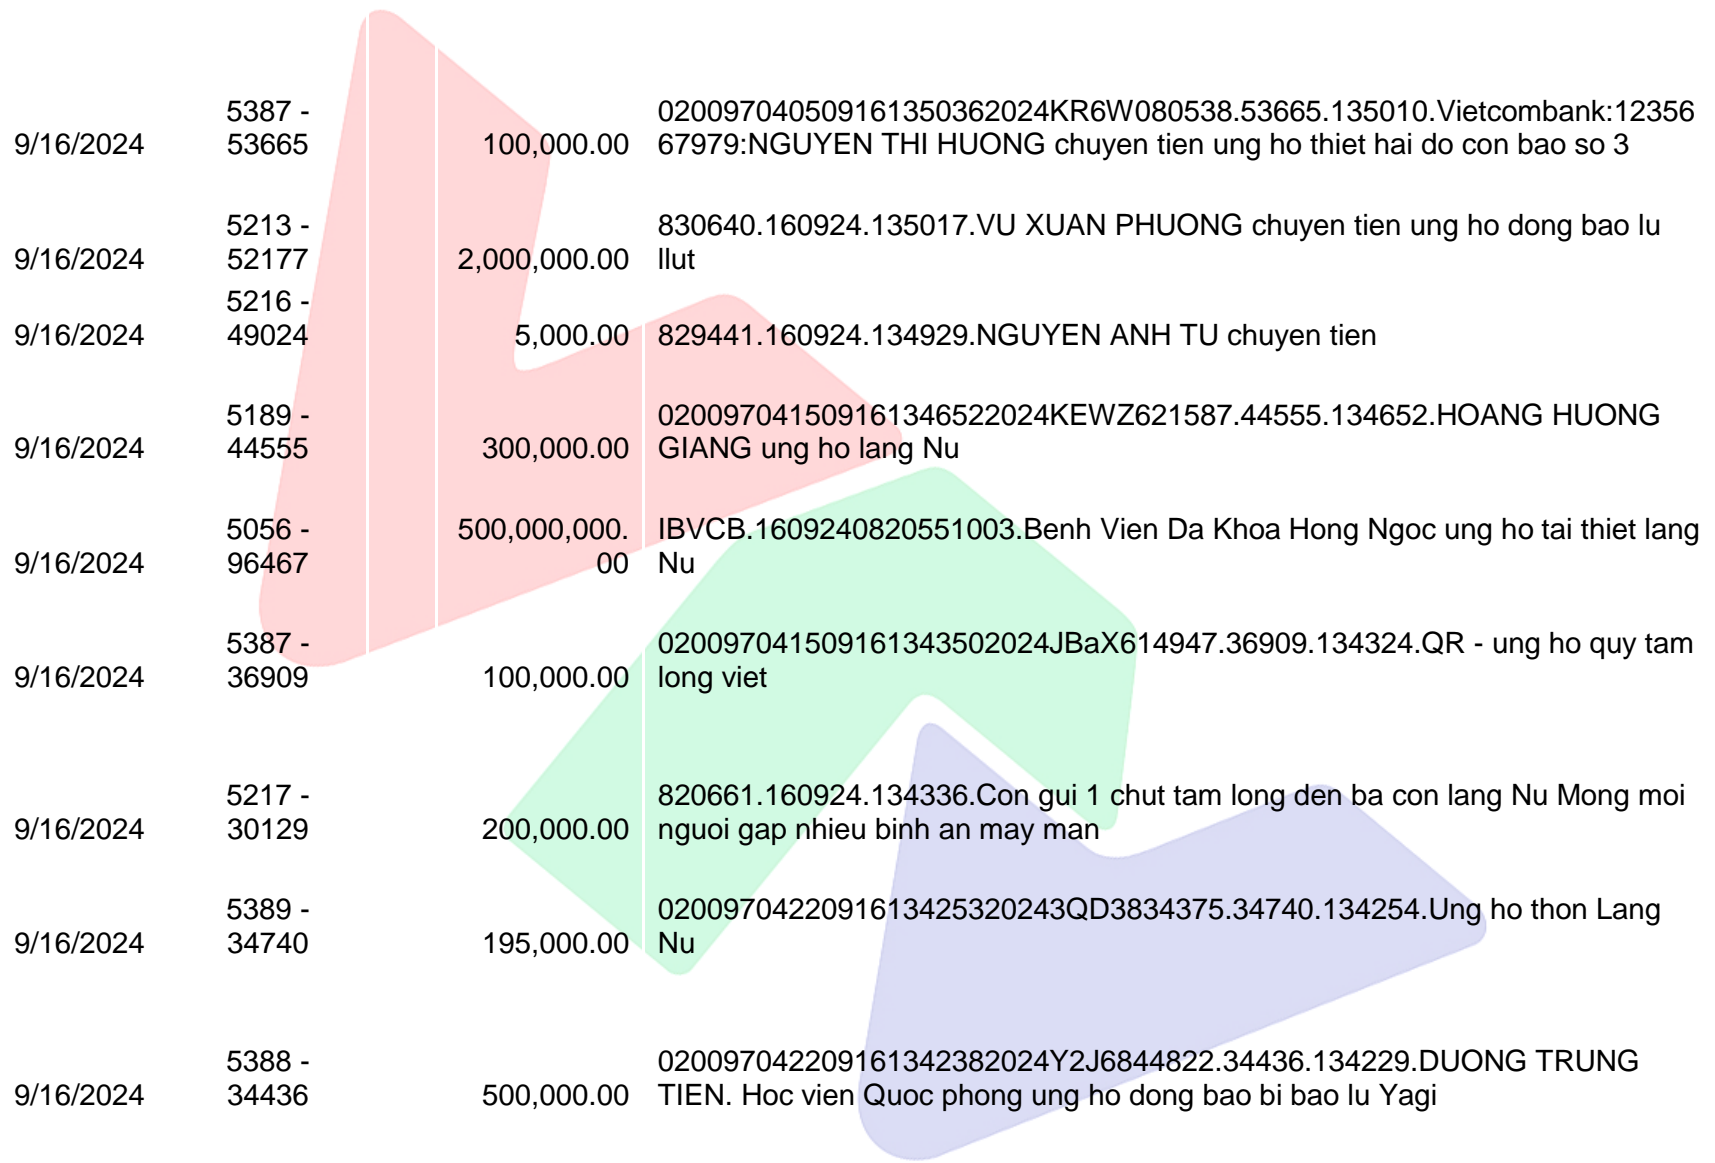 5387 - 020097040509161350362024KR6W080538.53665.135010.Vietcombank:12356
9/16/2024 53665 100,000.00 67979:NGUYEN THI HUONG chuyen tien ung ho thiet hai do con bao so 3
5213 - 830640.160924.135017.VU XUAN PHUONG chuyen tien ung ho dong bao lu
9/16/2024 52177 2,000,000.00 llut
5216 -
9/16/2024 49024 5,000.00 829441.160924.134929.NGUYEN ANH TU chuyen tien
5189 - 020097041509161346522024KEWZ621587.44555.134652.HOANG HUONG
9/16/2024 44555 300,000.00 GIANG ung ho lang Nu
5056 - 500,000,000. IBVCB.1609240820551003.Benh Vien Da Khoa Hong Ngoc ung ho tai thiet lang
9/16/2024 96467 00 Nu
5387 - 020097041509161343502024JBaX614947.36909.134324.QR - ung ho quy tam
9/16/2024 36909 100,000.00 long viet
5217 - 820661.160924.134336.Con gui 1 chut tam long den ba con lang Nu Mong moi
9/16/2024 30129 200,000.00 nguoi gap nhieu binh an may man
5389 - 0200970422091613425320243QD3834375.34740.134254.Ung ho thon Lang
9/16/2024 34740 195,000.00 Nu
5388 - 020097042209161342382024Y2J6844822.34436.134229.DUONG TRUNG
9/16/2024 34436 500,000.00 TIEN. Hoc vien Quoc phong ung ho dong bao bi bao lu Yagi